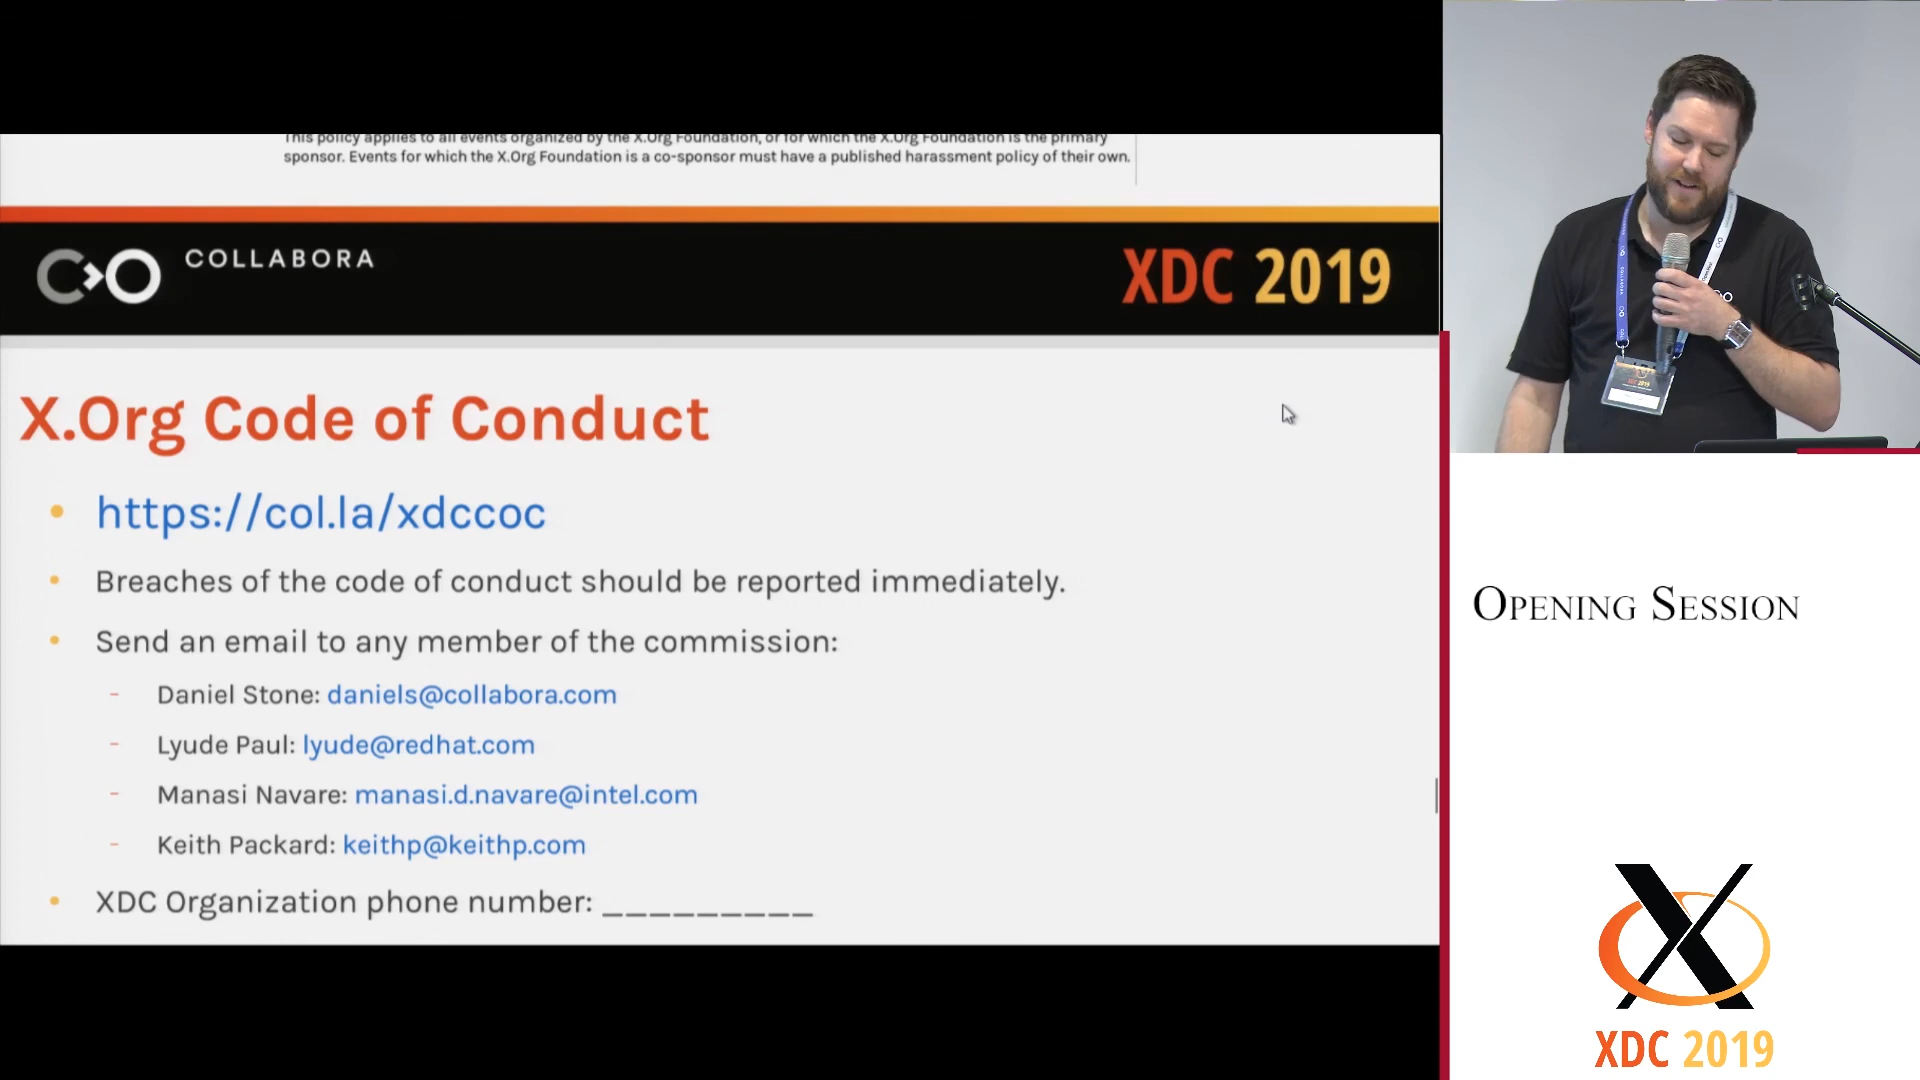 This policy applies to all events organized by the X.Org Foundation, or for which the X.Org Foundation is the primary
sponsor. Events for which the X.Org Foundation is a co-sponsor must have a published harassment policy of their own.
COLLABORA
XDC 2019
X.Org Code of Conduct
• https://col.la/xdccoc
• Breaches of the code of conduct should be reported immediately.
• Send an email to any member of the commission:
- Daniel Stone: daniels@collabora.com
- Lyude Paul: lyude@redhat.com
- Manasi Navare: manasi.d.navare@intel.com
- Keith Packard: keithp@keithp.com
• XDC Organization phone number: _________
OPENING SESSION
XDC 2019